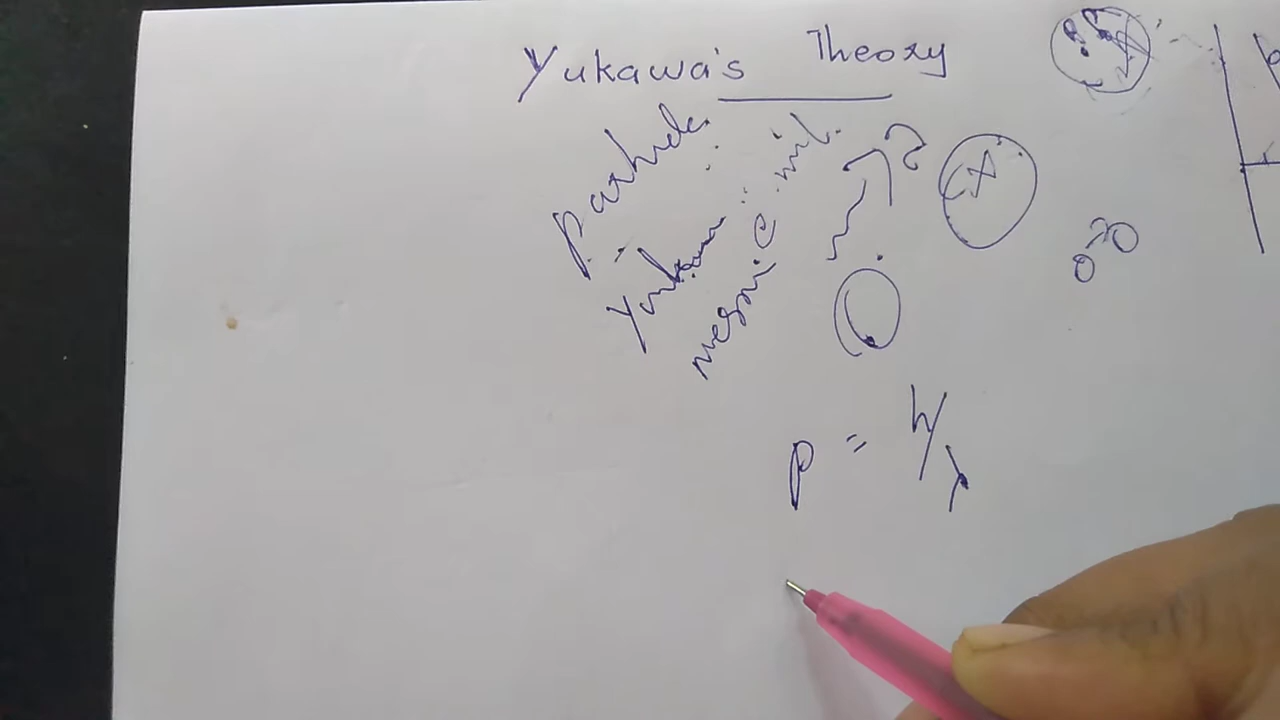 Yukawa's Theory
particle
Yukawa
mesonic
p = h/λ